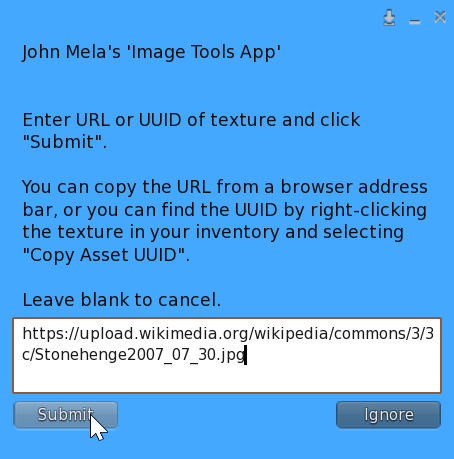 John Mela's 'Image Tools App'
Enter URL or UUID of texture and click
"Submit".
You can copy the URL from a browser address
bar, or you can find the UUID by right-clicking
the texture in your inventory and selecting
"Copy Asset UUID".
Leave blank to cancel.
https://upload.wikimedia.org/wikipedia/commons/3/3
c/Stonehenge2007_07_30.jpg
Submit Ignore